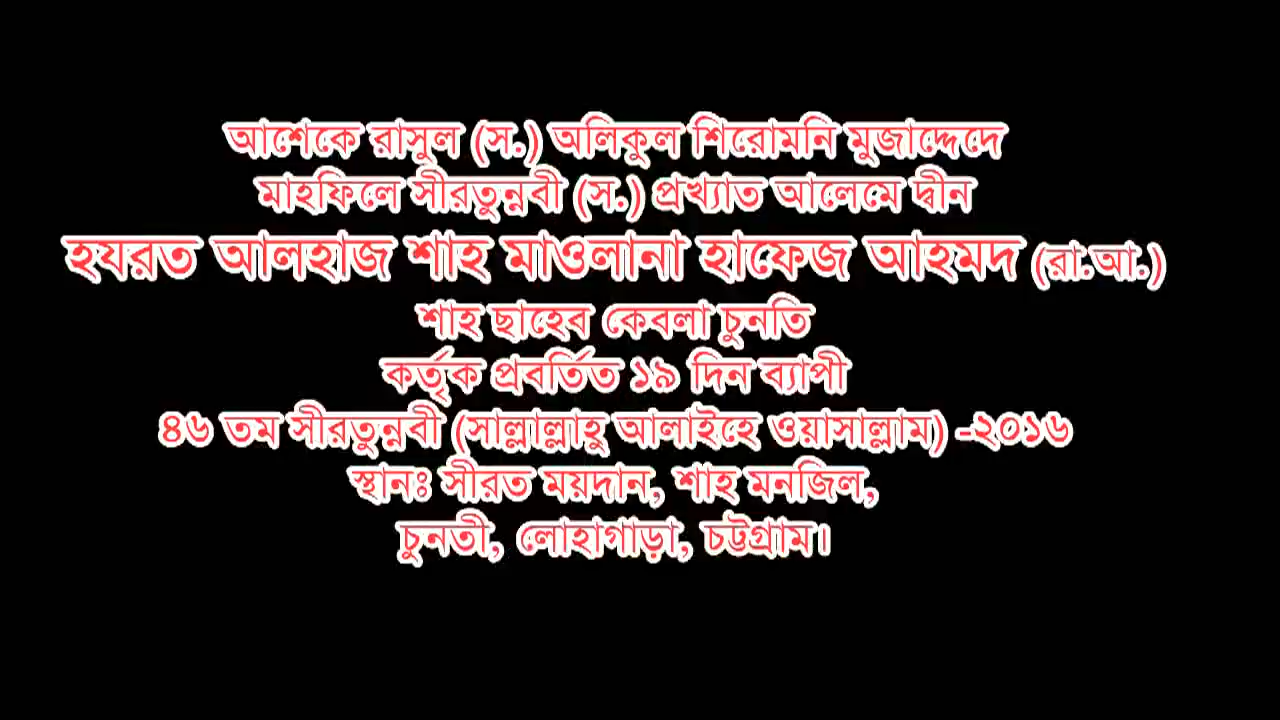 আশেকে রাসুল (স.) অলিকুল শিরোমনি মুজাদ্দেদে
মাহফিলে সীরতুন্নবী (স.) প্রখ্যাত আলেমে দ্বীন
হযরত আলহাজ শাহ মাওলানা হাফেজ আহমদ (রা.আ.)
শাহ ছাহেব কেবলা চুনতি
কর্তৃক প্রবর্তিত ১৯ দিন ব্যাপী
৪৬ তম সীরতুন্নবী (সাল্লাল্লাহু আলাইহে ওয়াসাল্লাম) -২০১৬
স্থানঃ সীরত ময়দান, শাহ মনজিল,
চুনতী, লোহাগাড়া, চট্টগ্রাম।